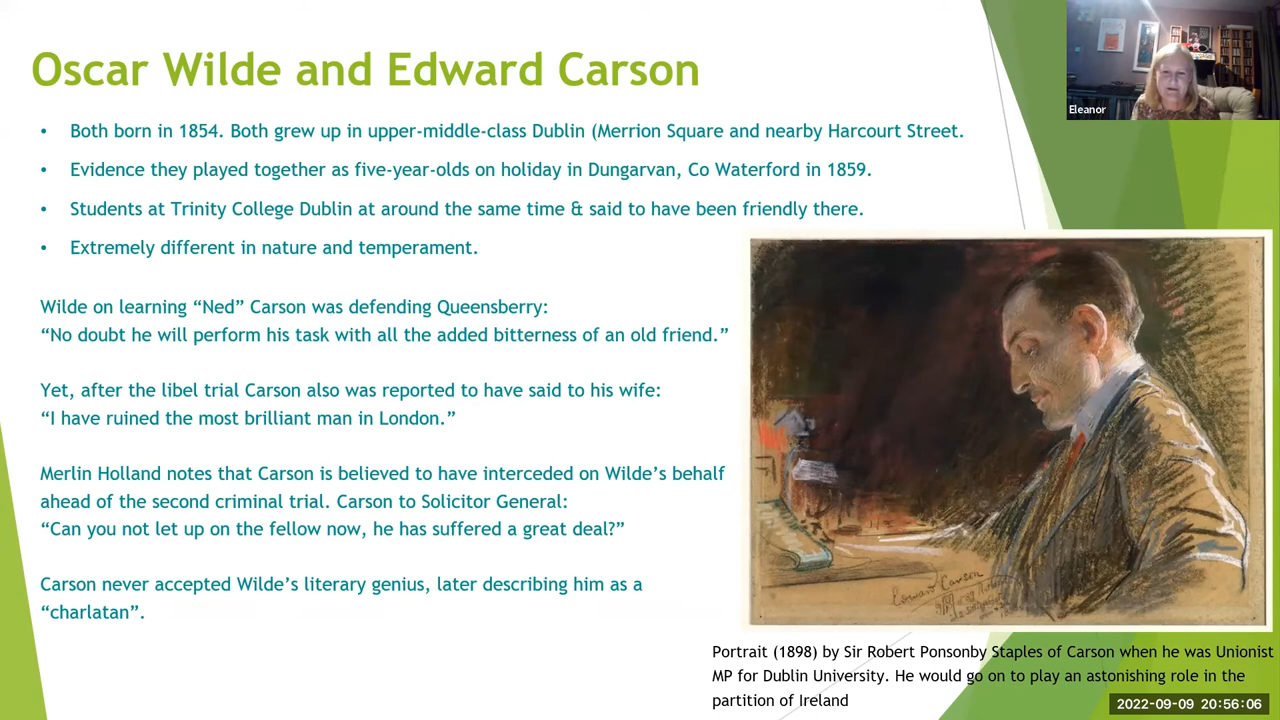 Oscar Wilde and Edward Carson
Eleanor
• Both born in 1854. Both grew up in upper-middle-class Dublin (Merrion Square and nearby Harcourt Street.
• Evidence they played together as five-year-olds on holiday in Dungarvan, Co Waterford in 1859.
• Students at Trinity College Dublin at around the same time & said to have been friendly there.
• Extremely different in nature and temperament.
Wilde on learning “Ned” Carson was defending Queensberry:
“No doubt he will perform his task with all the added bitterness of an old friend.”
Yet, after the libel trial Carson also was reported to have said to his wife:
“I have ruined the most brilliant man in London.”
Merlin Holland notes that Carson is believed to have interceded on Wilde’s behalf
ahead of the second criminal trial. Carson to Solicitor General:
“Can you not let up on the fellow now, he has suffered a great deal?”
Carson never accepted Wilde’s literary genius, later describing him as a
“charlatan”.
Edward Carson
Portrait (1898) by Sir Robert Ponsonby Staples of Carson when he was Unionist
MP for Dublin University. He would go on to play an astonishing role in the
partition of Ireland
2022-09-09 20:56:06